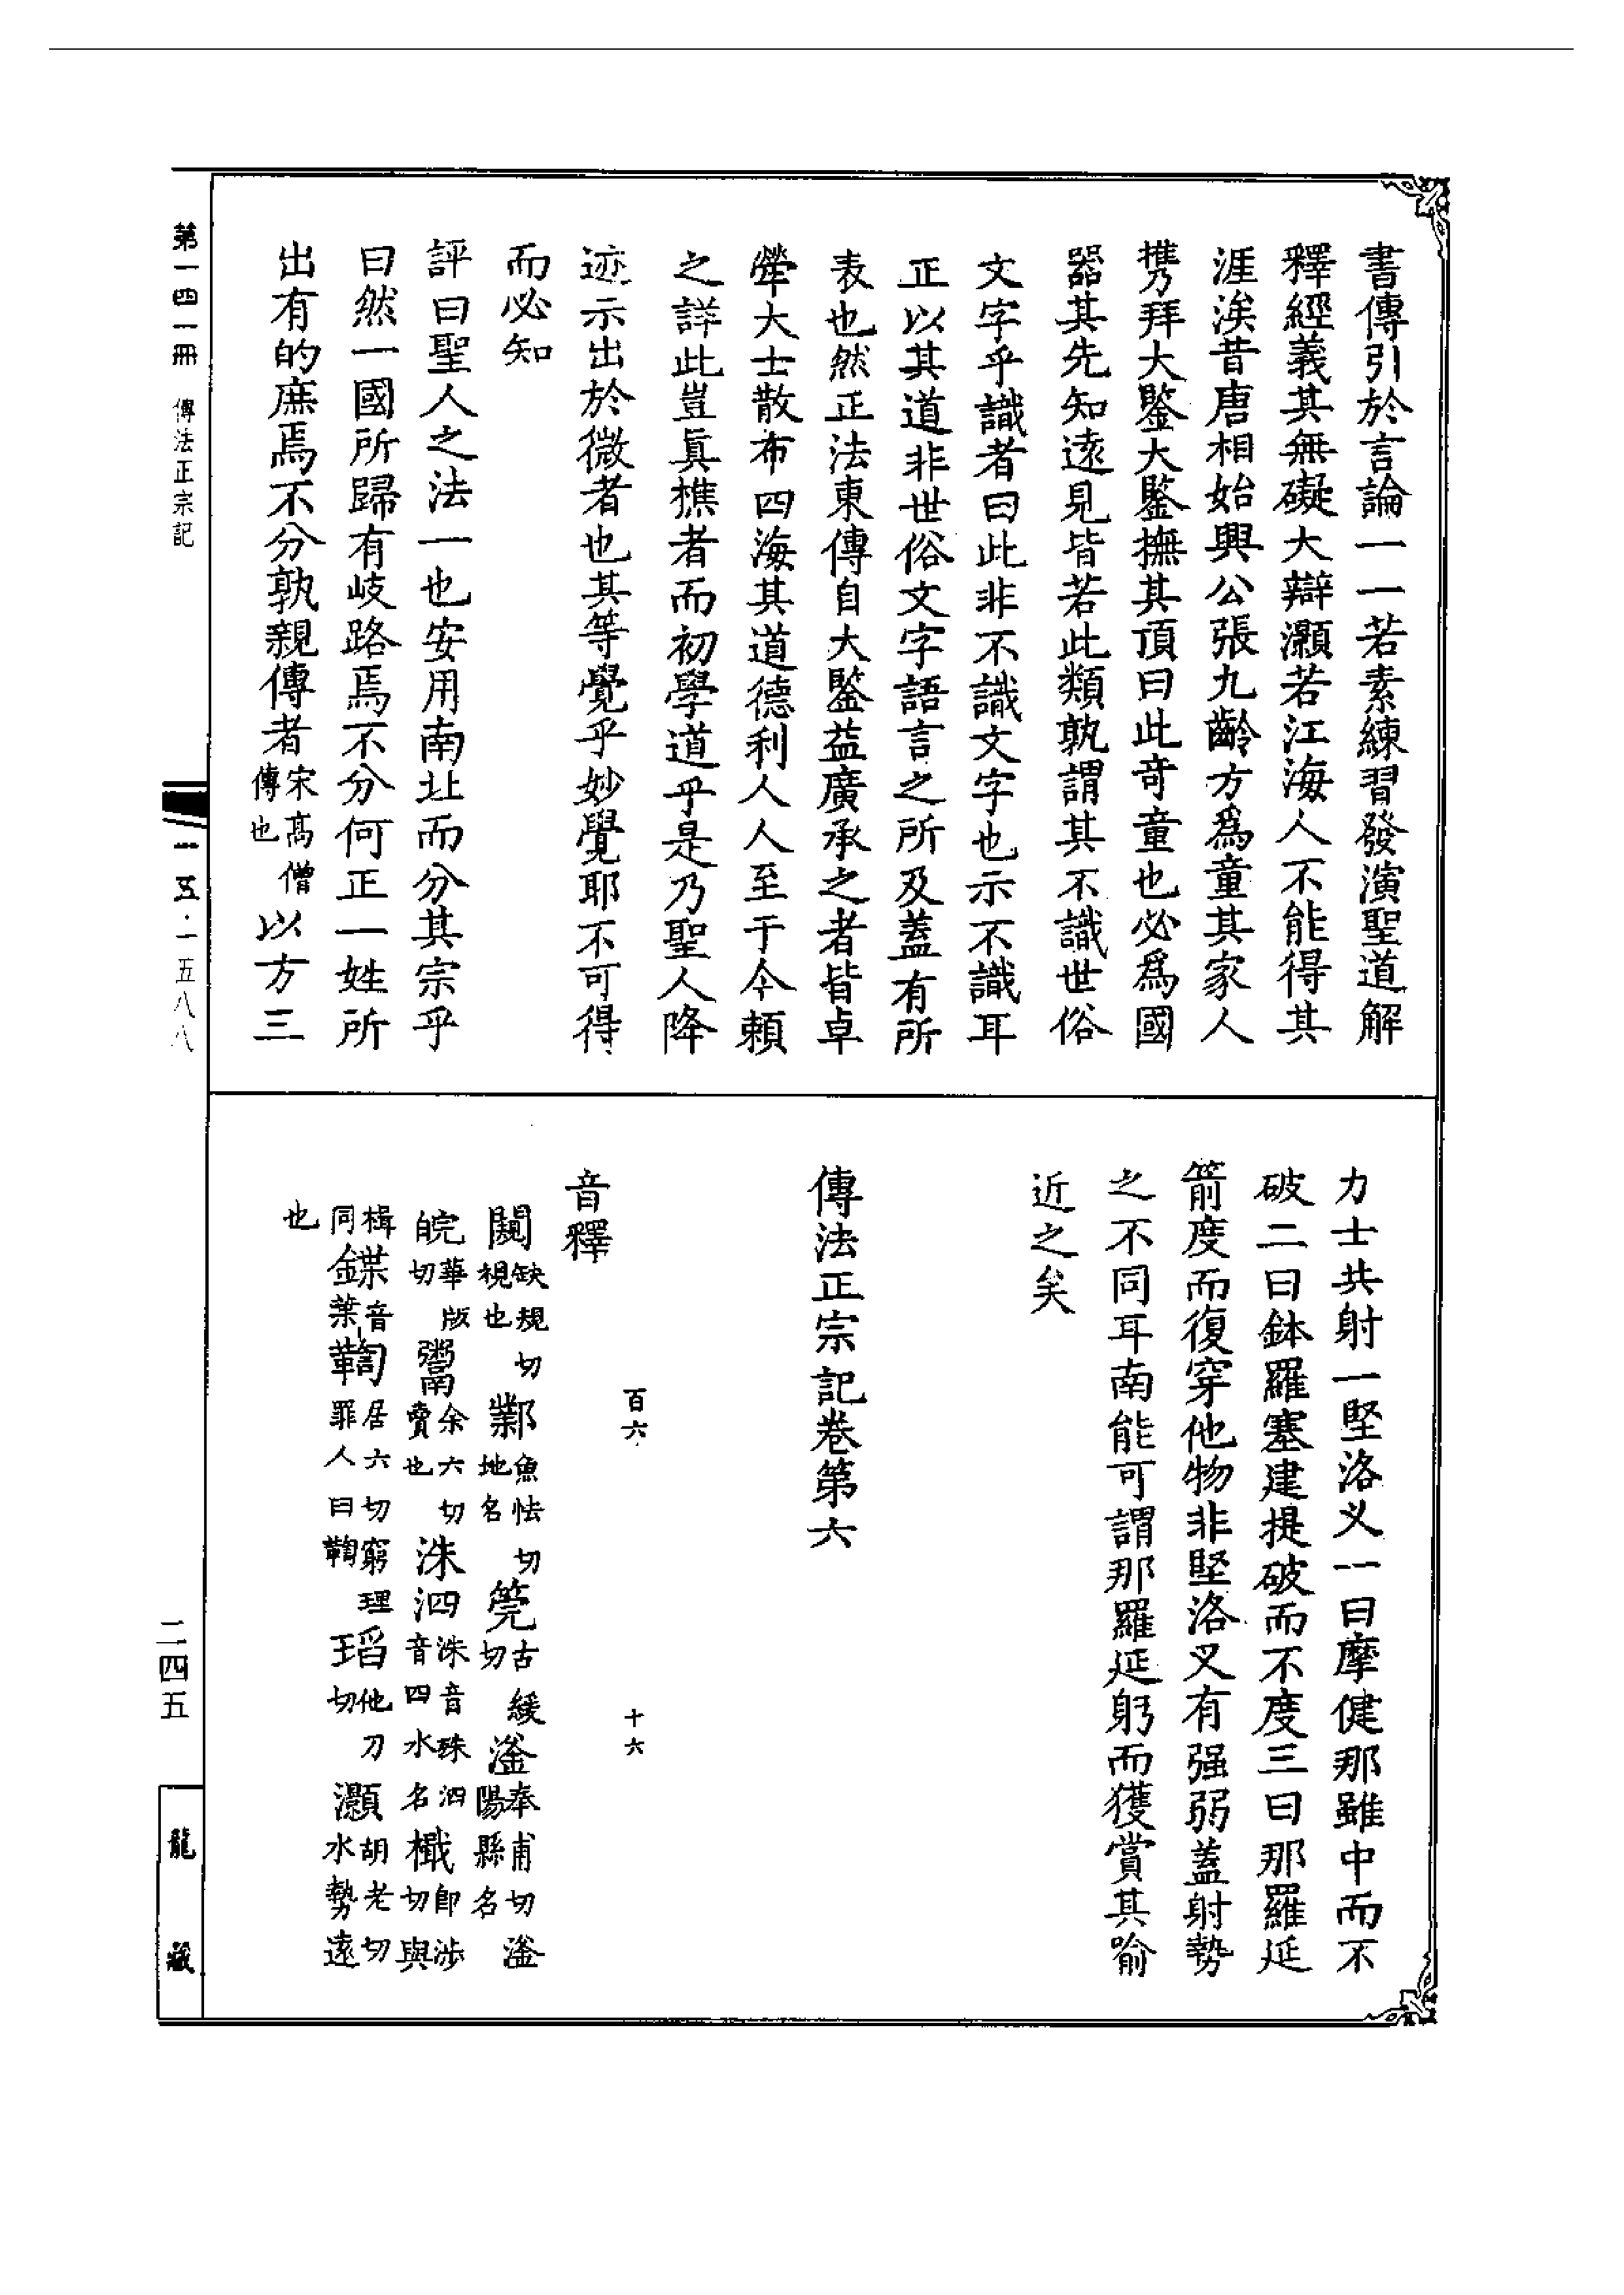 書傳引於言論一一若素練習發演聖道解
釋經義其無礙大辯灝若江海人不能得其
涯涘昔唐相始興公張九齡方為童其家人
携拜大鑒大鑒撫其頂曰此奇童也必為國
器其先知遠見皆若此類孰謂其不識世俗
文字乎識者曰此非不識文字也示不識耳
正以其道非世俗文字語言之所及蓋有所
表也然正法東傳自大鑒益廣承之者皆卓
犖大士散布四海其道德利人人至于今賴
之詳此豈眞樵者而初學道乎是乃聖人降
迹示出於微者也其等覺乎妙覺耶不可得
而必知
評曰聖人之法一也安用南北而分其宗乎
曰然一國所歸有岐路焉不分何正一姓所
出有的庶焉不分孰親傳者宋高僧傳也以方三
力士共射一堅洛义一曰摩健那雖中而不
破二曰鉢羅塞建提破而不度三曰那羅延
箭度而復穿他物非堅洛叉有强弱蓋射勢
之不同耳南能可謂那羅延躬而獲賞其喻
近之矣
傳法正宗記卷第六
百六 十六
音釋
闚缺規切視也鄴魚怯切地名筦古緩切滏奉甫切滏陽縣名
皖華版切鬻余六切賣也洙泗洙音殊泗音四水名檝即涉切與
楫同鍱音葉鞫居六切窮理罪人曰鞫瑫他刀切灝胡老切水勢遠
也
第一四一冊 傳法正宗記
一一五·一五八八
二四五
龍藏